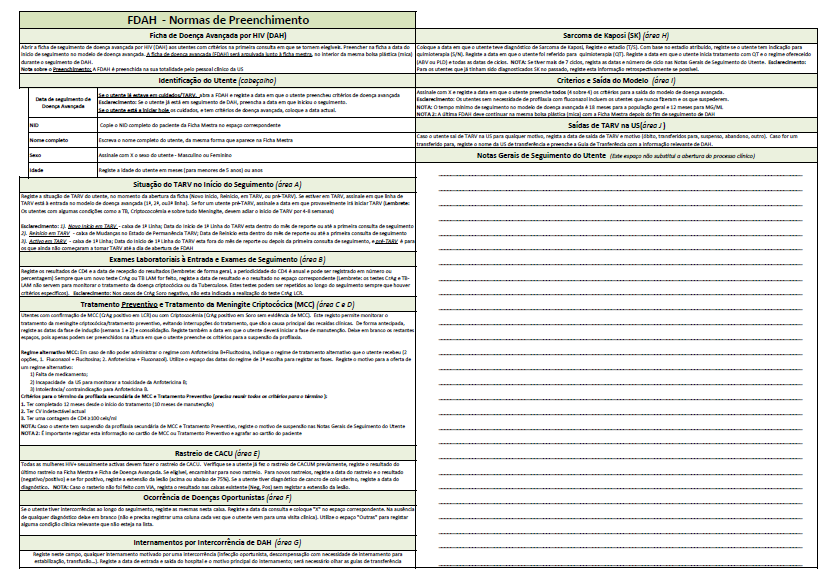 FDAH - Normas de Preenchimento
Ficha de Doença Avançada por HIV (DAH)
Abrir a ficha de seguimento de doença avançada por HIV (DAH) aos utentes com critérios na primeira consulta em que se tornem elegíveis. Preencher na ficha a data do
início de seguimento no modelo de doença avançada. A ficha de doença avançada (FDAH) será arquivada junto à ficha mestra, no interior da mesma bolsa plástica (mica)
durante o seguimento de DAH.
Nota sobre o Preenchimento: A FDAH é preenchida na sua totalidade pelo pessoal clínico da US
Identificação do Utente (cabeçalho)
Data de seguimento de
Doença Avançada
Se o utente já estava em cuidados/TARV, abra a FDAH e registe a data em que o utente preencheu critérios de doença avançada
Esclarecimento: Se o utente já está em seguimento de DAH, preencha a data em que iniciou o seguimento.
Se o utente está a iniciar hoje os cuidados, e tem critérios de doença avançada, coloque a data actual.
NID Copie o NID completo do paciente da Ficha Mestra no espaço correspondente
Nome completo Escreva o nome completo do utente, da mesma forma que aparece na Ficha Mestra
Sexo Assinale com X o sexo do utente - Masculino ou Feminino
Idade Registe a idade do utente em meses (para menores de 5 anos) ou anos
Situação do TARV no Início do Seguimento (área A)
Registe a situação de TARV do utente, no momento da abertura da ficha (Novo Início, Reinício, em TARV, ou pré-TARV). Se estiver em TARV, assinale em que linha de
TARV está à entrada no modelo de doença avançada (1ª, 2ª, ou3ª linha). Se for um utente pré-TARV, assinale a data em que provavelmente irá iniciar TARV (Lembrete:
Os utentes com algumas condições como a TB, Criptococcémia e sobre tudo Meningite, devem adiar o início de TARV por 4-8 semanas)
Esclarecimento: 1). Novo início em TARV - caixa de 1ª Linha; Data do início de 1ª Linha do TARV esta dentro do mês de reporte ou até a primeira consulta de seguimento
2). Reinício em TARV - caixa de Mudanças no Estado de Permanência TARV; Data de Reinício esta dentro do mês de reporte ou até a primeira consulta de seguimento
3). Activo em TARV - caixa de 1ª Linha; Data do início de 1ª Linha do TARV esta fora do mês de reporte ou depois da primeira consulta de seguimento, e pré-TARV é para
os que ainda não começaram a tomar TARV até a dia de abertura de FDAH
Exames Laboratoriais à Entrada e Exames de Seguimento (área B)
Registe os resultados de CD4 e a data de recepção do resultados (lembrete: de forma geral, a periodicidade do CD4 é anual e pode ser registrado em número ou
percentagem) Sempre que um novo teste CrAg ou TB LAM for feito, registe a data de resultado e o resultado no espaço correspondente (Lembrete: os testes CrAg e TB-
LAM não servem para monitorar o tratamento da doença criptocócica ou da Tuberculose. Estes testes podem ser repetidos ao longo do seguimento sempre que houver
critérios específicos). Esclarecimento: Nos casos de CrAg Soro negativo, não esta indicada a realização do teste CrAg LCR.
Tratamento Preventivo e Tratamento da Meningite Criptocócica (MCC) (área C e D)
Utentes com confirmação de MCC (CrAg positivo em LCR) ou com Criptococémia (CrAg positivo em Soro sem evidência de MCC). Este registo permite monitorar o
tratamento da meningite criptocócica/tratamento preventivo, evitando interrupções do tratamento, que são a causa principal das recaídas clínicas. De forma antecipada,
registe as datas da fase de indução (semana 1 e 2) e consolidação. Registe também a data em que o utente deverá iniciar a fase de manutenção. Deixe em branco os restantes
espaços, pois apenas podem ser preenchidos na altura em que o utente preenche os critérios para a suspensão da profilaxia.
Regime alternativo MCC: Em caso de não poder administrar o regime com Anfotericina B+Flucitosina, indique o regime de tratamento alternativo que o utente recebeu (2
opções, 1. Fluconazol + Flucitosina; 2. Anfotericina + Fluconazol). Utilize o espaço das datas do regime de 1ª escolha para registar as fases. Registe o motivo para a oferta de
um regime alternativo:
1) Falta de medicamento;
2) Incapacidade da US para monitorar a toxicidade da Anfotericina B;
3) Intolerância/ contraindicação para Anfotericina B.
Critérios para o término da profilaxia secundária de MCC e Tratamento Preventivo (precisa reunir todos os critérios para o término):
1. Ter completado 12 meses desde o início do tratamento (10 meses de manutenção)
2. Ter CV indetectável actual
3. Ter uma contagem de CD4 ≥100 cels/ml
NOTA: Caso o utente tem suspensão da profilaxia secundária de MCC e Tratamento Preventivo, registe o motivo de suspensão nas Notas Gerais de Seguimento do Utente
NOTA 2: É importante registar esta informação no cartão de MCC ou Tratamento Preventivo e agrafar ao cartão do paciente
Rastreio de CACU (área E)
Todas as mulheres HIV+ sexualmente activas devem fazer o rastreio de CACU. Verifique se a utente já fez o rastreio de CACUM previamente, registe o resultado do
último rastreio na Ficha Mestra e Ficha de Doença Avançada. Se elígivel, encaminhar para novo rastreio. Para novos rastreios, registe a data do rastreio e o resultado
(negativo/positivo) e se for positivo, registe a extensão da lesão (acima ou abaixo de 75%). Se a utente tiver diagnóstico de cancro de colo uterino, registe a data do
diagnóstico. NOTA: Caso o rasterio não foi feito com VIA, registа o resultado nas caixas existente (Neg, Pos) sem registar a extensão da lesão.
Ocorrência de Doenças Oportunistas (área F)
Se o utente tiver intercorrências ao longo do seguimento, registe as mesmas nesta caixa. Registe a data da consulta e coloque "X" no espaço correspondente. Na ausência
de qualquer diagnóstico deixe em branco (não e precisa registrar uma coluna cada vez que o utente vem para uma visita clínica). Utilize o espaço "Outras" para registar
alguma condição clínica relevante que não esteja na lista.
Internamentos por Intercorrência de DAH (área G)
Registe neste campo, qualquer internamento motivado por uma intercorrência (infecção oportunista, descompensação com necessidade de internamento para
estabilização, transfusão...). Registe a data de entrada e saída do hospital e o motivo principal do internamento; será necessário olhar as guias de transferência
Sarcoma de Kaposi (SK) (área H)
Coloque a data em que o utente teve diagnóstico de Sarcoma de Kaposi, Registe o estadio (T/S). Com base no estadio atribuido, registe se o utente tem indicação para
quimioterapia (S/N). Registe a data em que o utente foi referido para quimioterapia (QT). Registe a data em que o utente inicia tratamento com QT e o regime oferecido
(ABV ou PLD) e todas as datas de ciclos. NOTA: Se tiver mais de 7 ciclos, registe as datas e número de ciclo nas Notas Gerais de Seguimento do Utente. Esclarecimento:
Para os utentes que já tinham sido diagnosticados SK no passado, registe esta informação retrospectivamente se possível.
Critérios e Saída do Modelo (área I)
Assinale com X e registe a data em que o utente preenche todos (4 sobre 4) os critérios para a saída do modelo de doença avançada.
Esclarecimento: Os utentes sem necessidade de profilaxia com fluconazol incluem os utentes que nunca fizeram e os que suspenderem.
NOTA: O tempo mínimo de seguimento no modelo de doença avançada é 18 meses para a população geral e 12 meses para MG/Ml
NOTA 2: A última FDAH deve continuar na mesma bolsa plástica (mica) com a Ficha Mestra depois do fim de seguimento de DAH
Saídas de TARV na US(área J )
Caso o utente sai de TARV na US para qualquer motivo, registe a data de saída de TARV e motivo (óbito, transferidos para, suspenso, abandono, outro). Caso for um
transferido para, registe o nome da US de transferência e preenche a Guia de Tranferência com a informação relevante de DAH.
Notas Gerais de Seguimento do Utente (Este espaço não substitui a abertura do processo clínico)